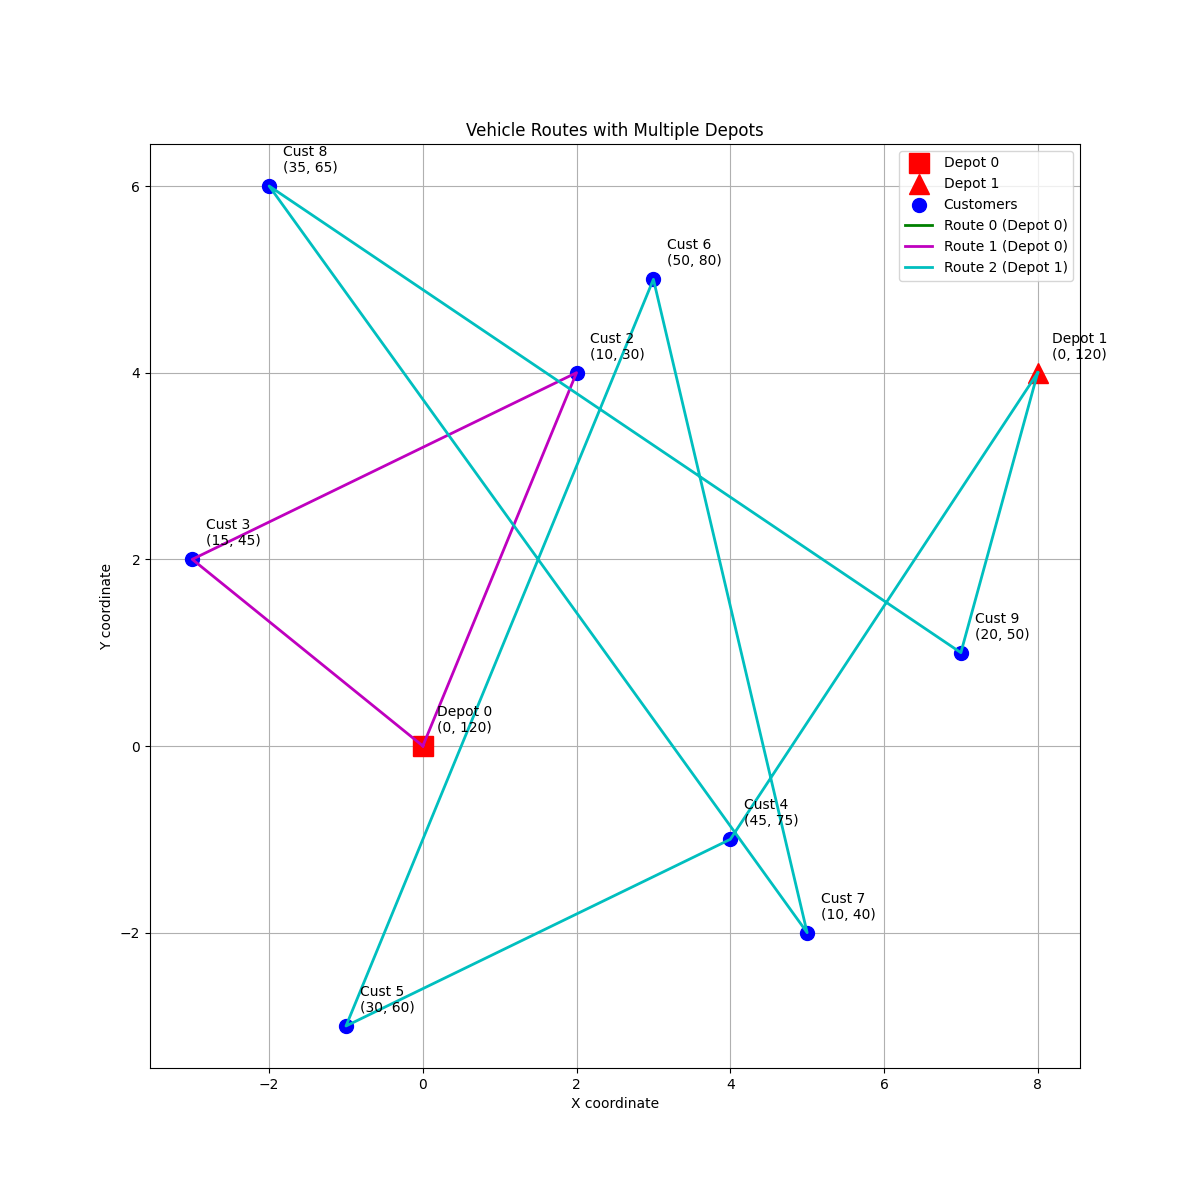 Vehicle Routes with Multiple Depots
Cust 8
(35, 65)
Depot 0
Depot 1
Customers
Route 0 (Depot 0)
Route 1 (Depot 0)
Route 2 (Depot 1)
Cust 6
(50, 80)
Cust 2
(10, 30)
Depot 1
(0, 120)
Cust 3
(15, 45)
Cust 9
(20, 50)
Depot 0
(0, 120)
Cust 4
(45, 75)
Cust 7
(10, 40)
Cust 5
(30, 60)
6
4
2
0
−2
Y coordinate
−2
0
2
4
6
8
X coordinate